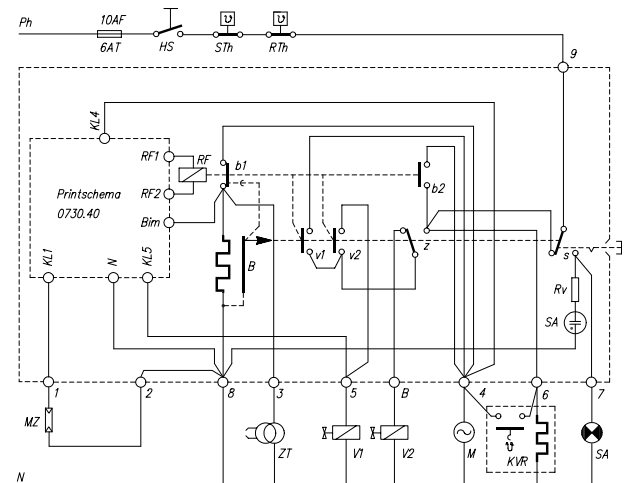 Ph
10AF
6AT
HS
STh
RTh
9
KL4
RF1
RF
b1
Printschema
0730.40
RF2
b2
Bim
KL1
N
KL5
B
v1
v2
z
s
Rv
SA
1
2
8
3
5
B
4
6
7
MZ
ZT
V1
V2
M
KVR
SA
N